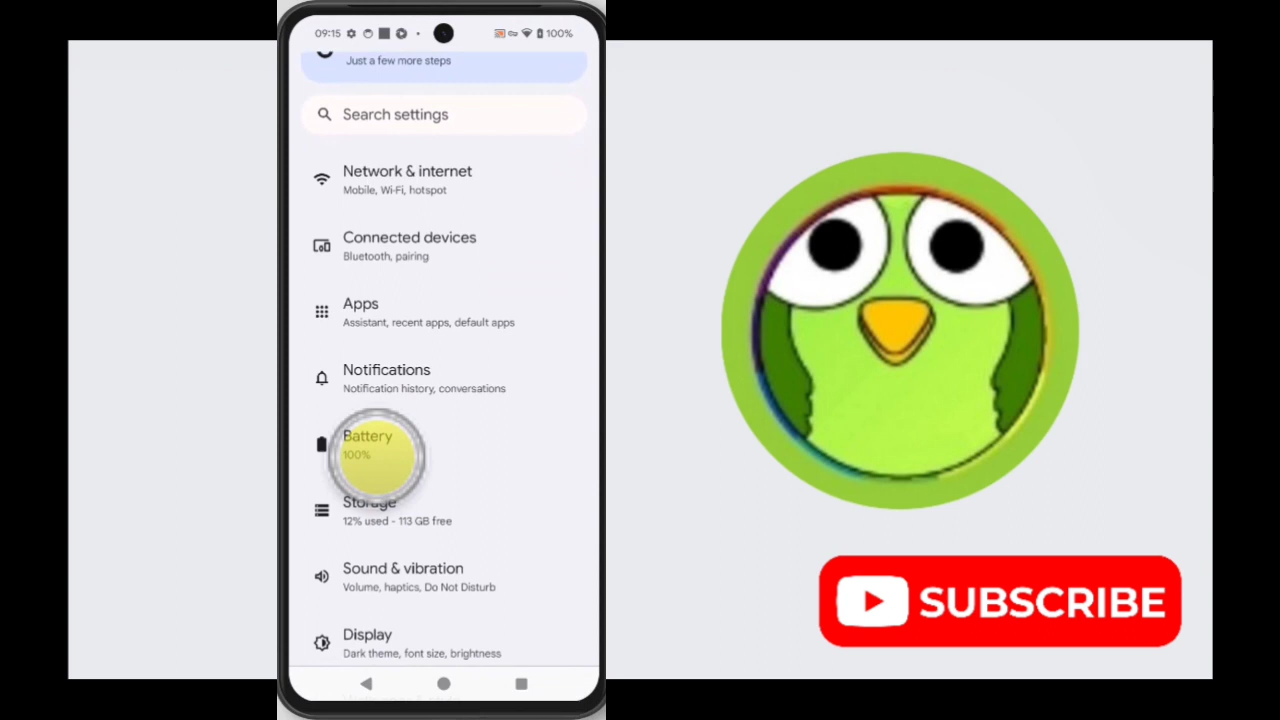 09:15
100%
Just a few more steps
Search settings
Network & internet
Mobile, Wi-Fi, hotspot
Connected devices
Bluetooth, pairing
Apps
Assistant, recent apps, default apps
Notifications
Notification history, conversations
Battery
100%
Storage
12% used - 113 GB free
Sound & vibration
Volume, haptics, Do Not Disturb
Display
Dark theme, font size, brightness
SUBSCRIBE